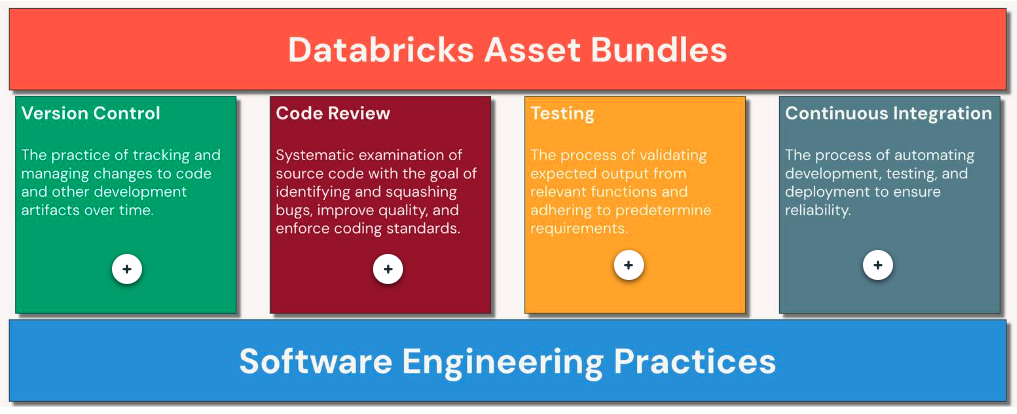 Databricks Asset Bundles
Version Control
The practice of tracking and
managing changes to code
and other development
artifacts over time.
+
Code Review
Systematic examination of
source code with the goal of
identifying and squashing
bugs, improve quality, and
enforce coding standards.
+
Testing
The process of validating
expected output from
relevant functions and
adhering to predetermine
requirements.
+
Continuous Integration
The process of automating
development, testing, and
deployment to ensure
reliability.
+
Software Engineering Practices